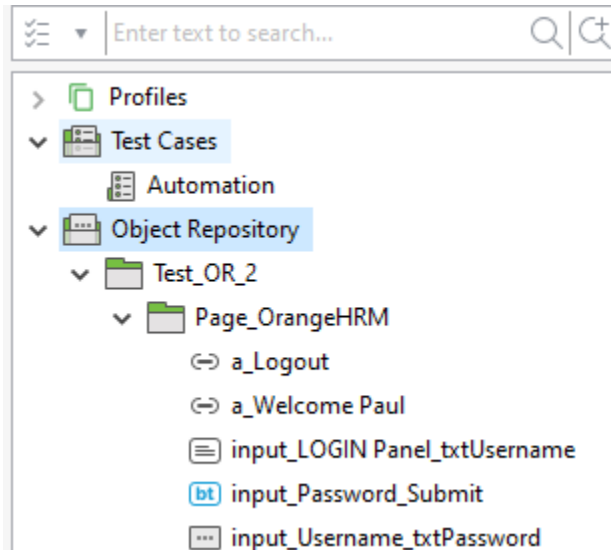 Enter text to search...
Profiles
Test Cases
Automation
Object Repository
Test_OR_2
Page_OrangeHRM
a_Logout
a_Welcome Paul
input_LOGIN Panel_txtUsername
bt input_Password_Submit
input_Username_txtPassword